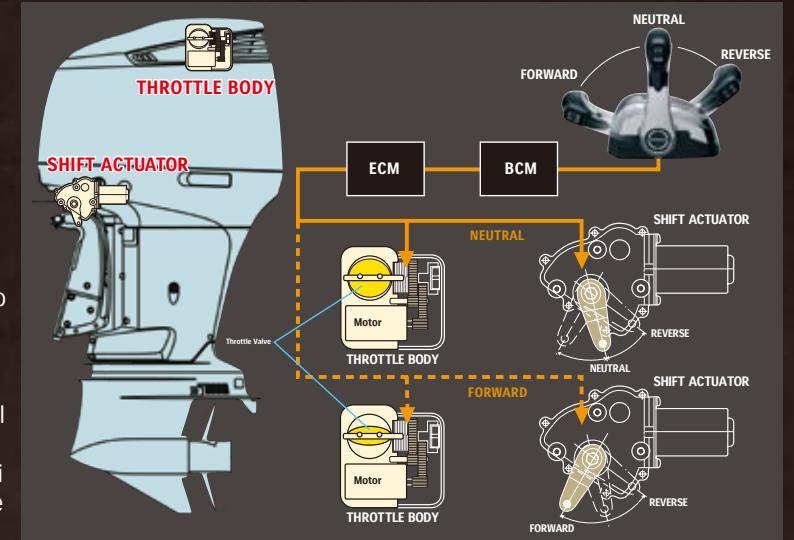 NEUTRAL
REVERSE
FORWARD
THROTTLE BODY
SHIFT ACTUATOR
ECM
BCM
NEUTRAL
SHIFT ACTUATOR
Motor
REVERSE
Throttle Valve
THROTTLE BODY
NEUTRAL
FORWARD
SHIFT ACTUATOR
Motor
REVERSE
THROTTLE BODY
FORWARD